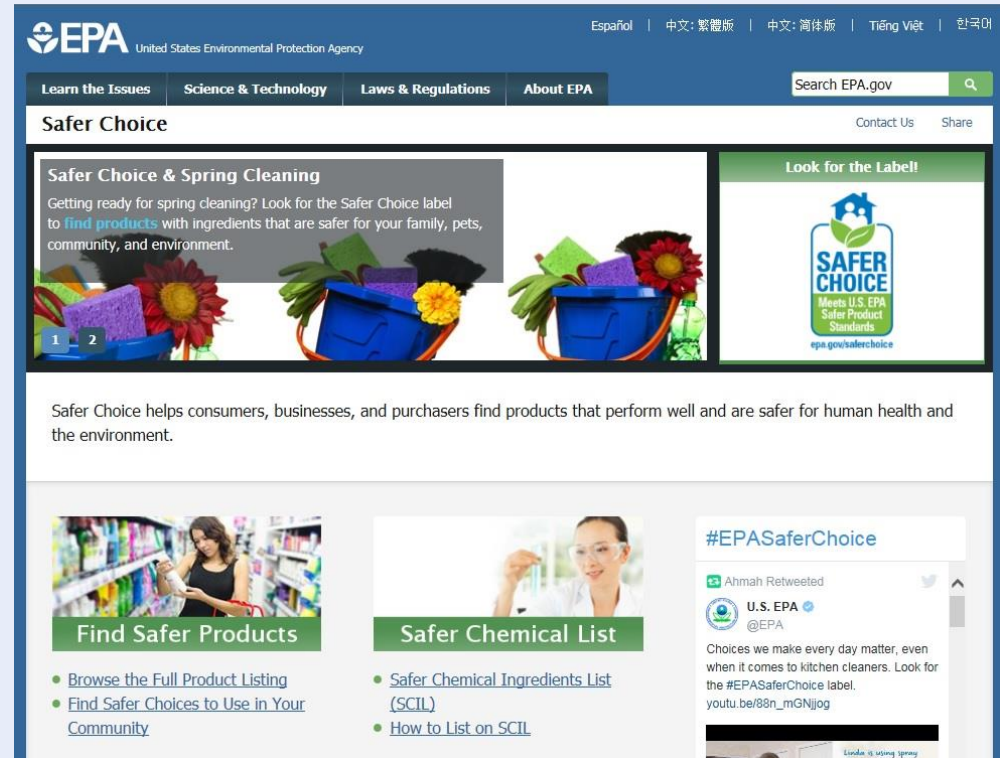 EPA United States Environmental Protection Agency
Español | 中文: 繁體版 | 中文: 简体版 | Tiếng Việt | 한국어
Learn the Issues Science & Technology Laws & Regulations About EPA
Search EPA.gov
Safer Choice
Contact Us Share
Safer Choice & Spring Cleaning
Getting ready for spring cleaning? Look for the Safer Choice label
to find products with ingredients that are safer for your family, pets,
community, and environment.
1 2
Look for the Label!
SAFER
CHOICE
Meets U.S. EPA
Safer Product
Standards
epa.gov/saferchoice
Safer Choice helps consumers, businesses, and purchasers find products that perform well and are safer for human health and
the environment.
Find Safer Products
• Browse the Full Product Listing
• Find Safer Choices to Use in Your
Community
Safer Chemical List
• Safer Chemical Ingredients List
(SCIL)
• How to List on SCIL
#EPASaferChoice
Ahmah Retweeted
U.S. EPA
@EPA
Choices we make every day matter, even
when it comes to kitchen cleaners. Look for
the #EPASaferChoice label.
youtu.be/88n_mGNjjog
Linda is using spray